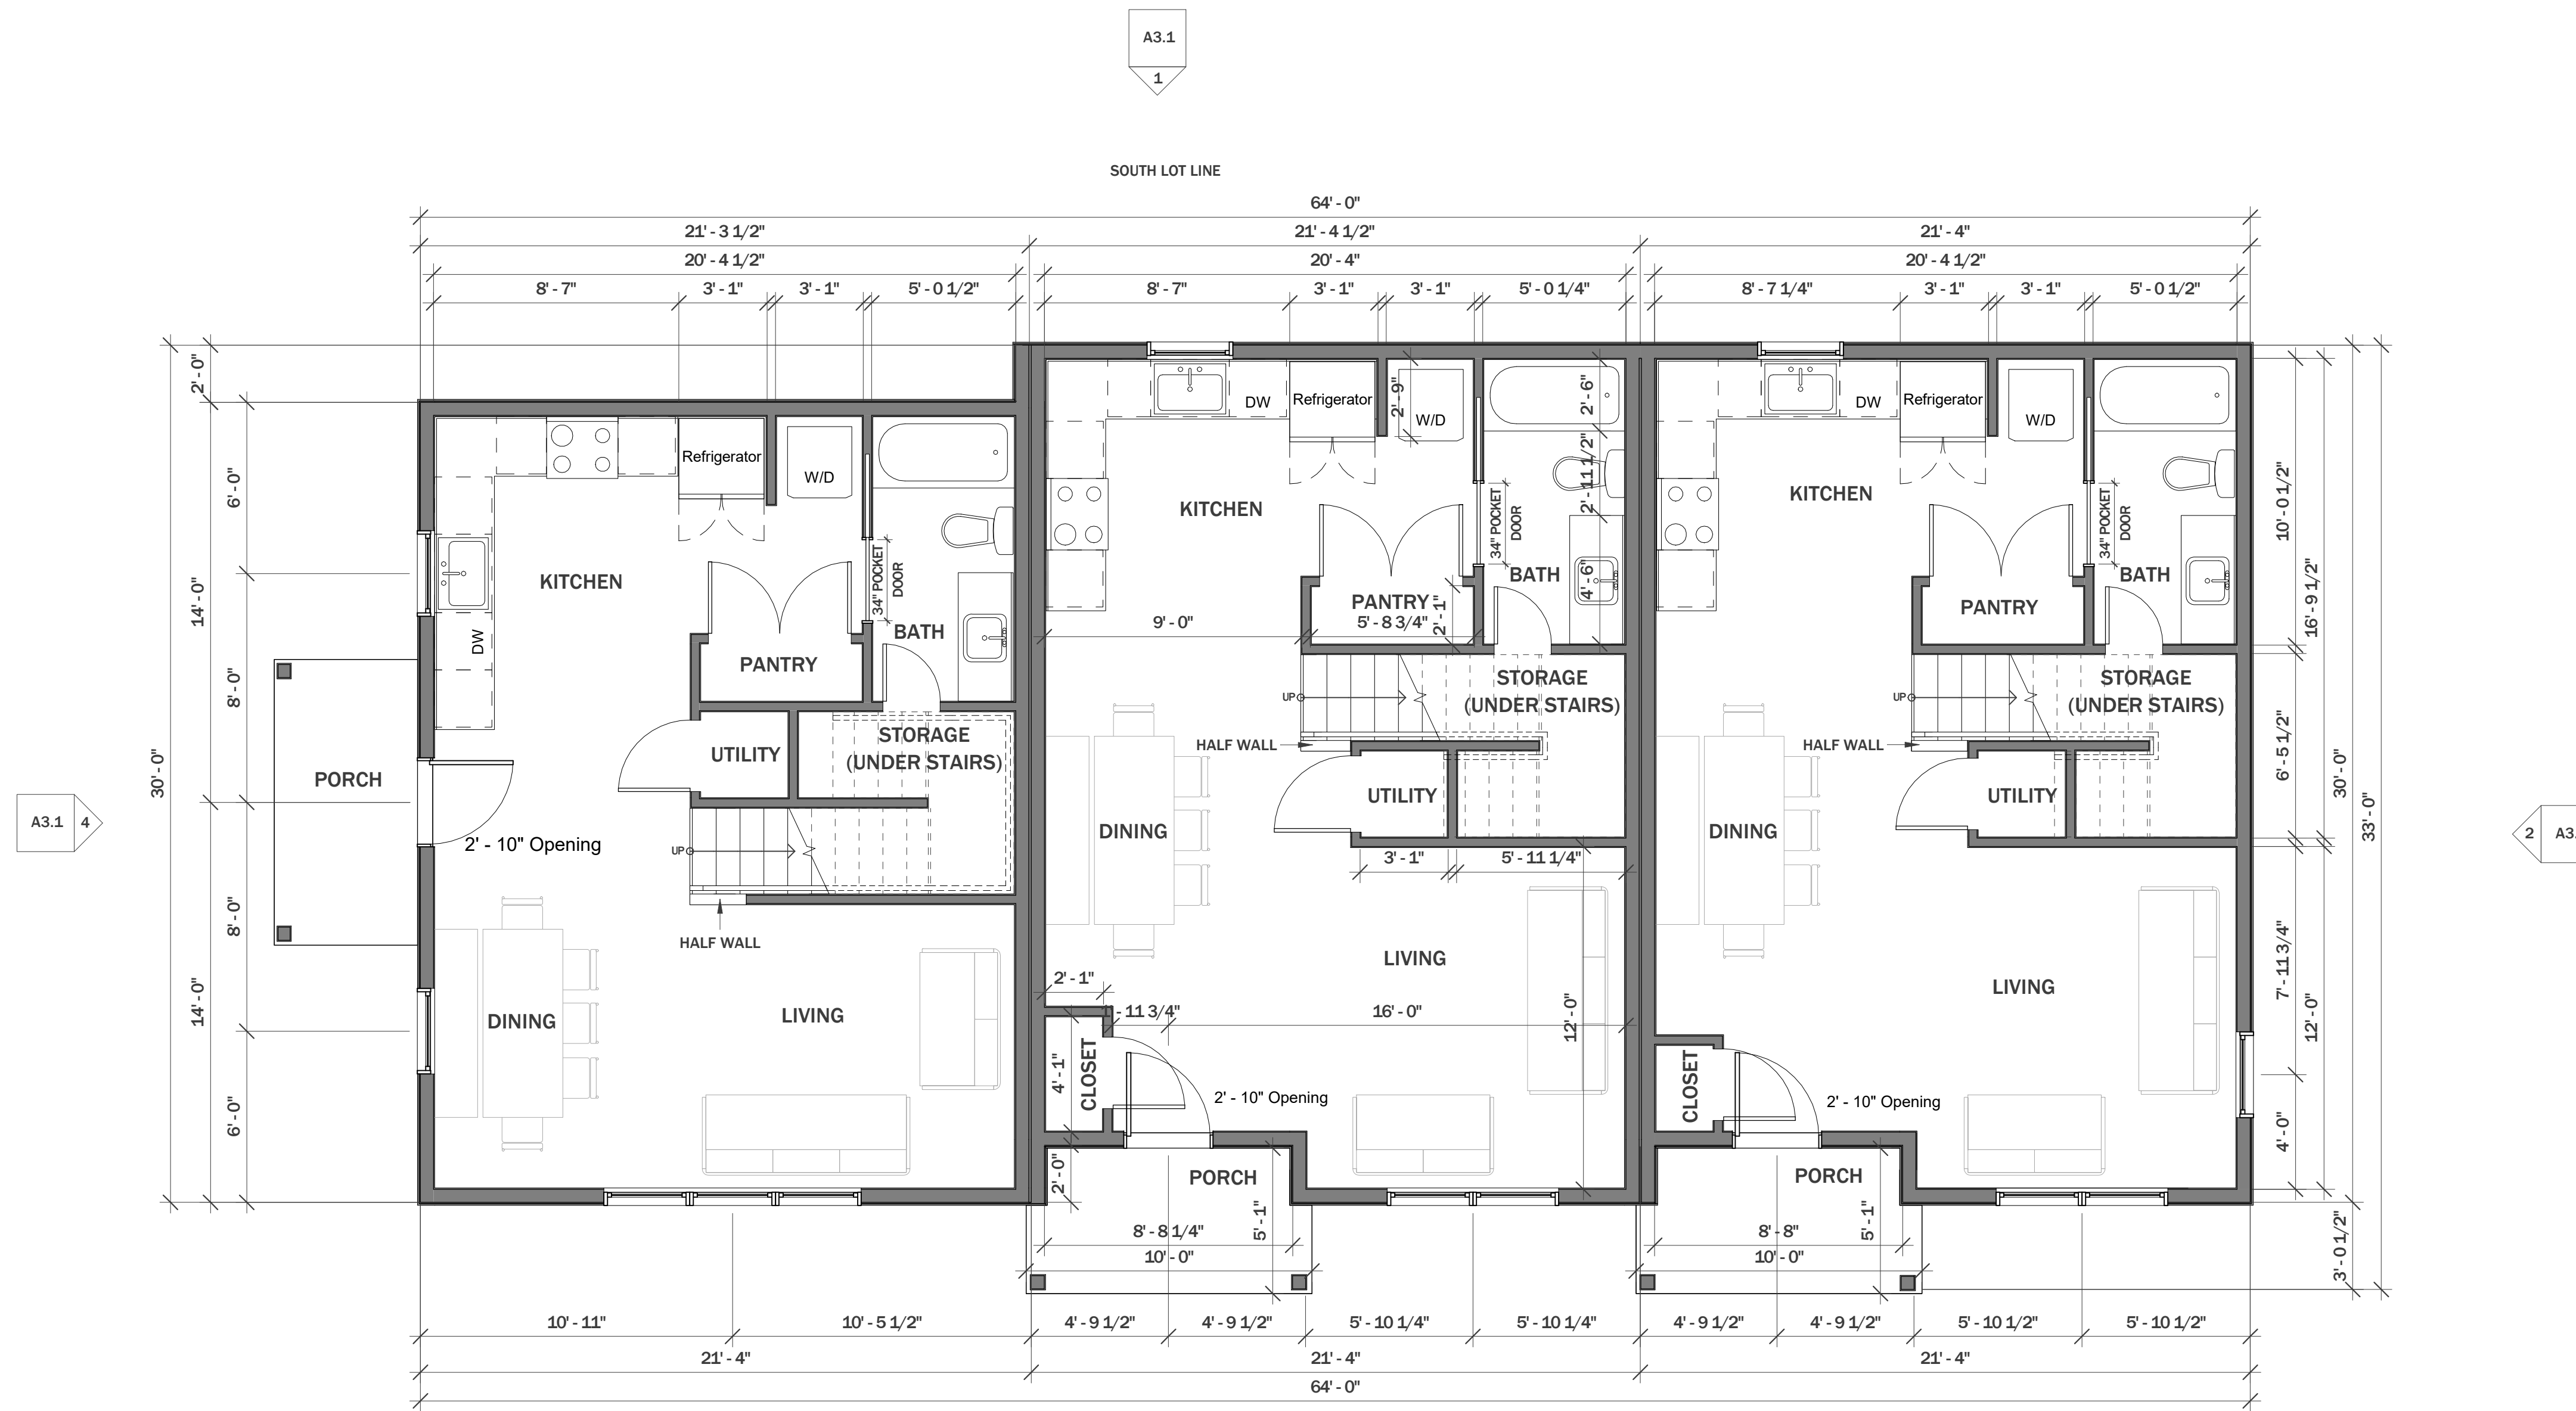 A3.1
1
SOUTH LOT LINE
64' - 0"
21' - 3 1/2"
21' - 4 1/2"
21' - 4"
20' - 4 1/2"
20' - 4"
20' - 4 1/2"
8' - 7"
3' - 1"
3' - 1"
5' - 0 1/2"
8' - 7"
3' - 1"
3' - 1"
5' - 0 1/4"
8' - 7 1/4"
3' - 1"
3' - 1"
5' - 0 1/2"
30' - 0"
2' - 0"
14' - 0"
14' - 0"
6' - 0"
8' - 0"
8' - 0"
6' - 0"
A3.1
4
PORCH
Refrigerator
W/D
KITCHEN
DW
34" POCKET
DOOR
BATH
PANTRY
UTILITY
STORAGE
(UNDER STAIRS)
2' - 10" Opening
UP
HALF WALL
DINING
LIVING
DW
Refrigerator
2' - 9"
W/D
2' - 6"
2' - 11 1/2"
4' - 6"
KITCHEN
34" POCKET
DOOR
BATH
PANTRY
9' - 0"
5' - 8 3/4"
2' - 1"
STORAGE
(UNDER STAIRS)
UP
HALF WALL
UTILITY
DINING
3' - 1"
5' - 11 1/4"
LIVING
2' - 1"
- 11 3/4"
16' - 0"
12' - 0"
4' - 1"
CLOSET
2' - 10" Opening
2' - 0"
PORCH
5' - 1"
8' - 8 1/4"
10' - 0"
DW
Refrigerator
W/D
KITCHEN
34" POCKET
DOOR
BATH
PANTRY
STORAGE
(UNDER STAIRS)
UP
HALF WALL
UTILITY
DINING
LIVING
CLOSET
2' - 10" Opening
PORCH
5' - 1"
8' - 8"
10' - 0"
10' - 0 1/2"
6' - 5 1/2"
7' - 11 3/4"
4' - 0"
16' - 9 1/2"
12' - 0"
30' - 0"
3' - 0 1/2"
33' - 0"
2
A3.
10' - 11"
10' - 5 1/2"
4' - 9 1/2"
4' - 9 1/2"
5' - 10 1/4"
5' - 10 1/4"
4' - 9 1/2"
4' - 9 1/2"
5' - 10 1/2"
5' - 10 1/2"
21' - 4"
21' - 4"
21' - 4"
64' - 0"